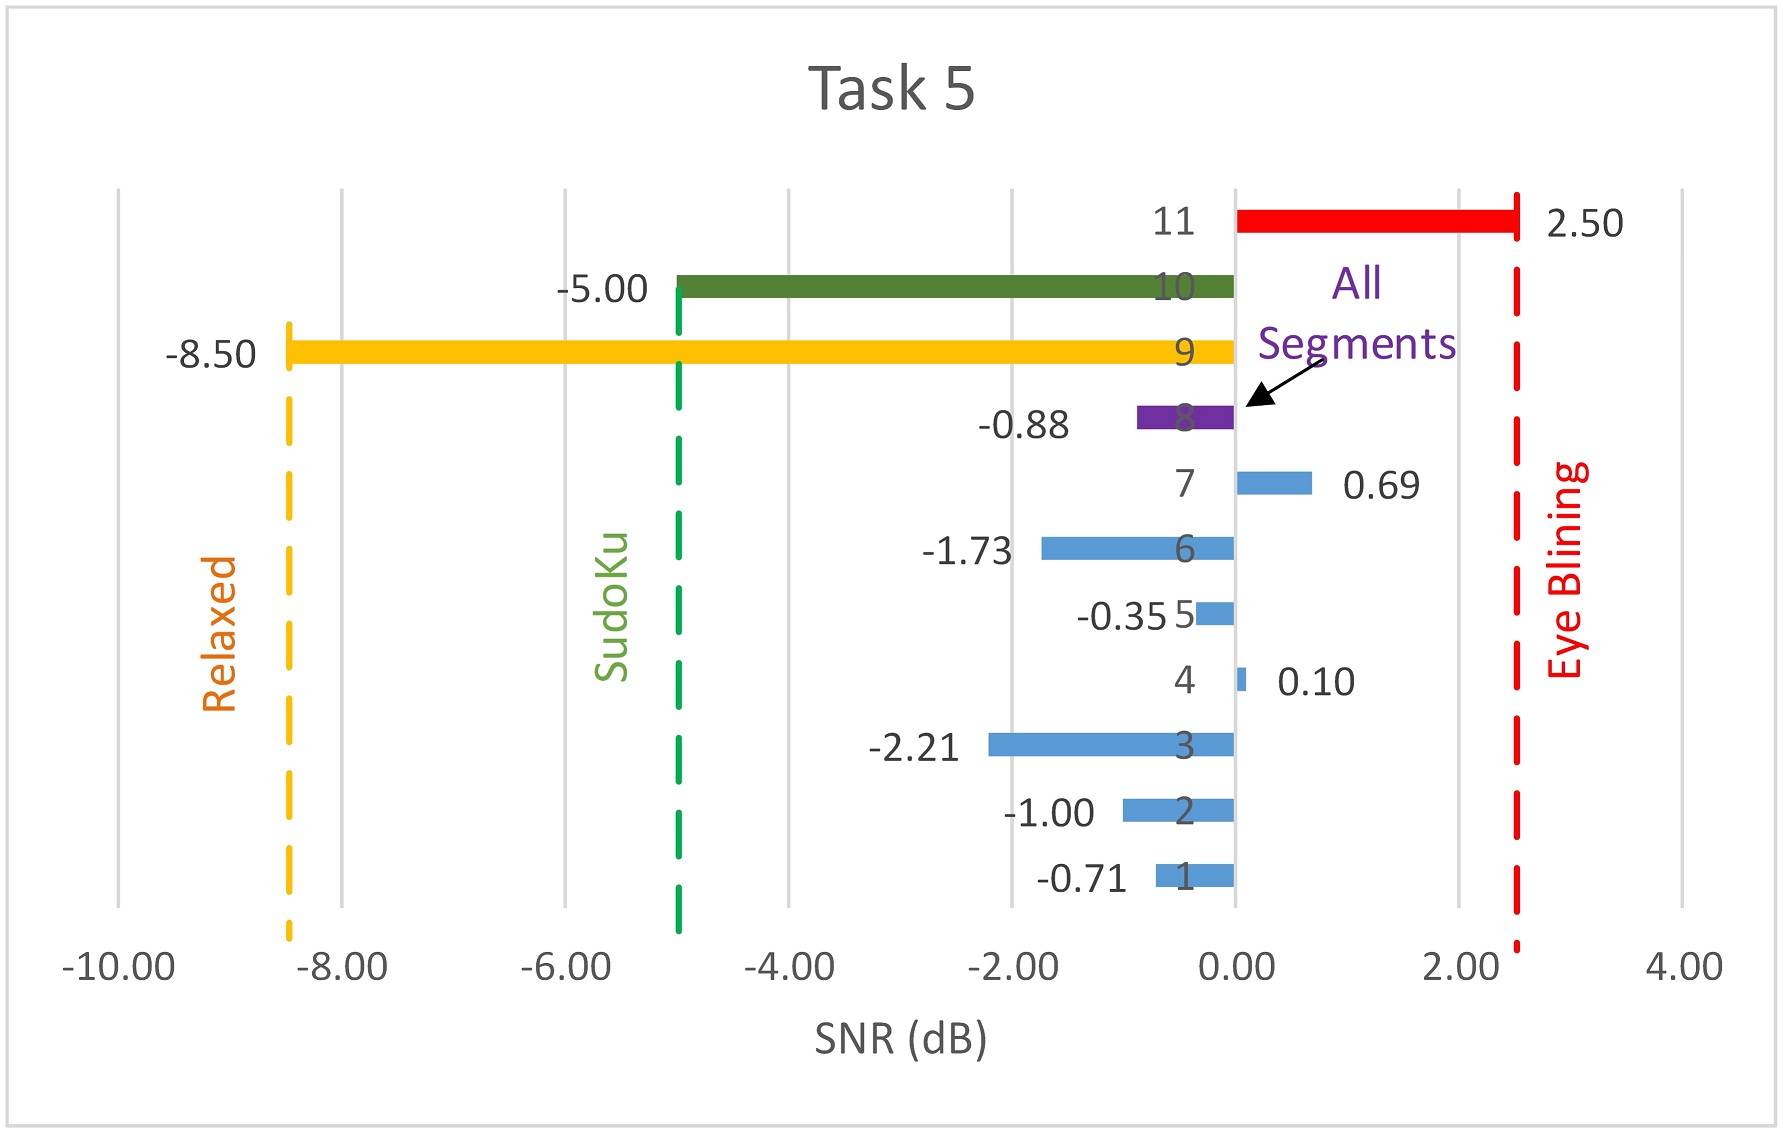 Task 5
11
2.50
-5.00
10
All
Segments
-8.50
9
-0.88
8
7
0.69
-1.73
6
-0.35
5
4
0.10
-2.21
3
-1.00
2
-0.71
1
Relaxed
SudoKu
Eye Blining
-10.00 -8.00 -6.00 -4.00 -2.00 0.00 2.00 4.00
SNR (dB)